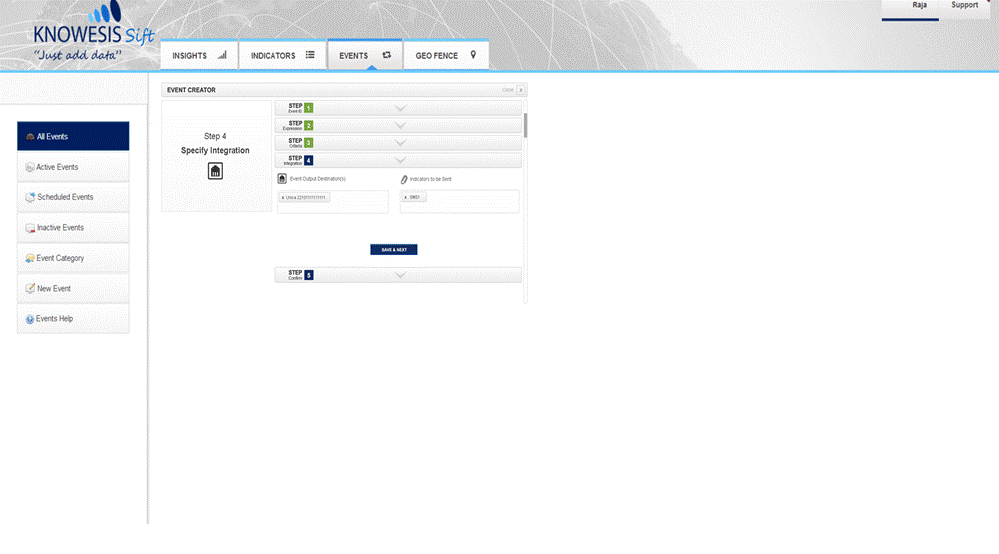 Raja
Support
KNOWESIS Sift
"Just add data"
INSIGHTS
INDICATORS
EVENTS
GEO FENCE
EVENT CREATOR
close x
All Events
Active Events
Scheduled Events
Inactive Events
Event Category
New Event
Events Help
Step 4
Specify Integration
STEP 1
Event ID
STEP 2
Expression
STEP 3
Criteria
STEP 4
Integration
Event Output Destination(s)
Indicators to be Sent
SAVE & NEXT
STEP 5
Confirm